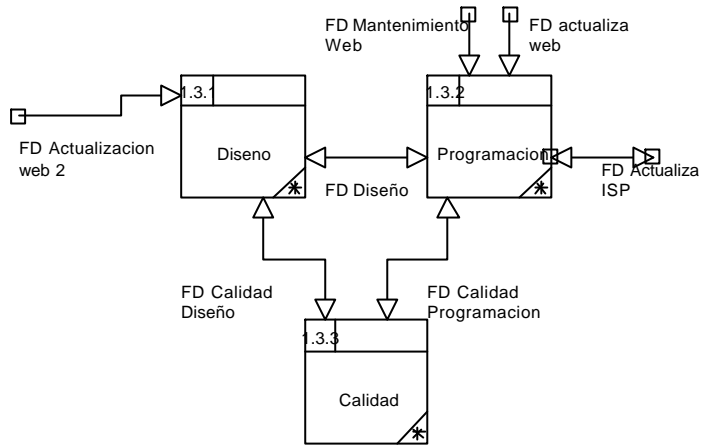 FD Mantenimiento
Web
FD actualiza
web
1.3.1
1.3.2
FD Actualizacion
web 2
Diseno
Programacion
FD Diseño
FD Actualiza
ISP
*
*
FD Calidad
Diseño
FD Calidad
Programacion
1.3.3
Calidad
*